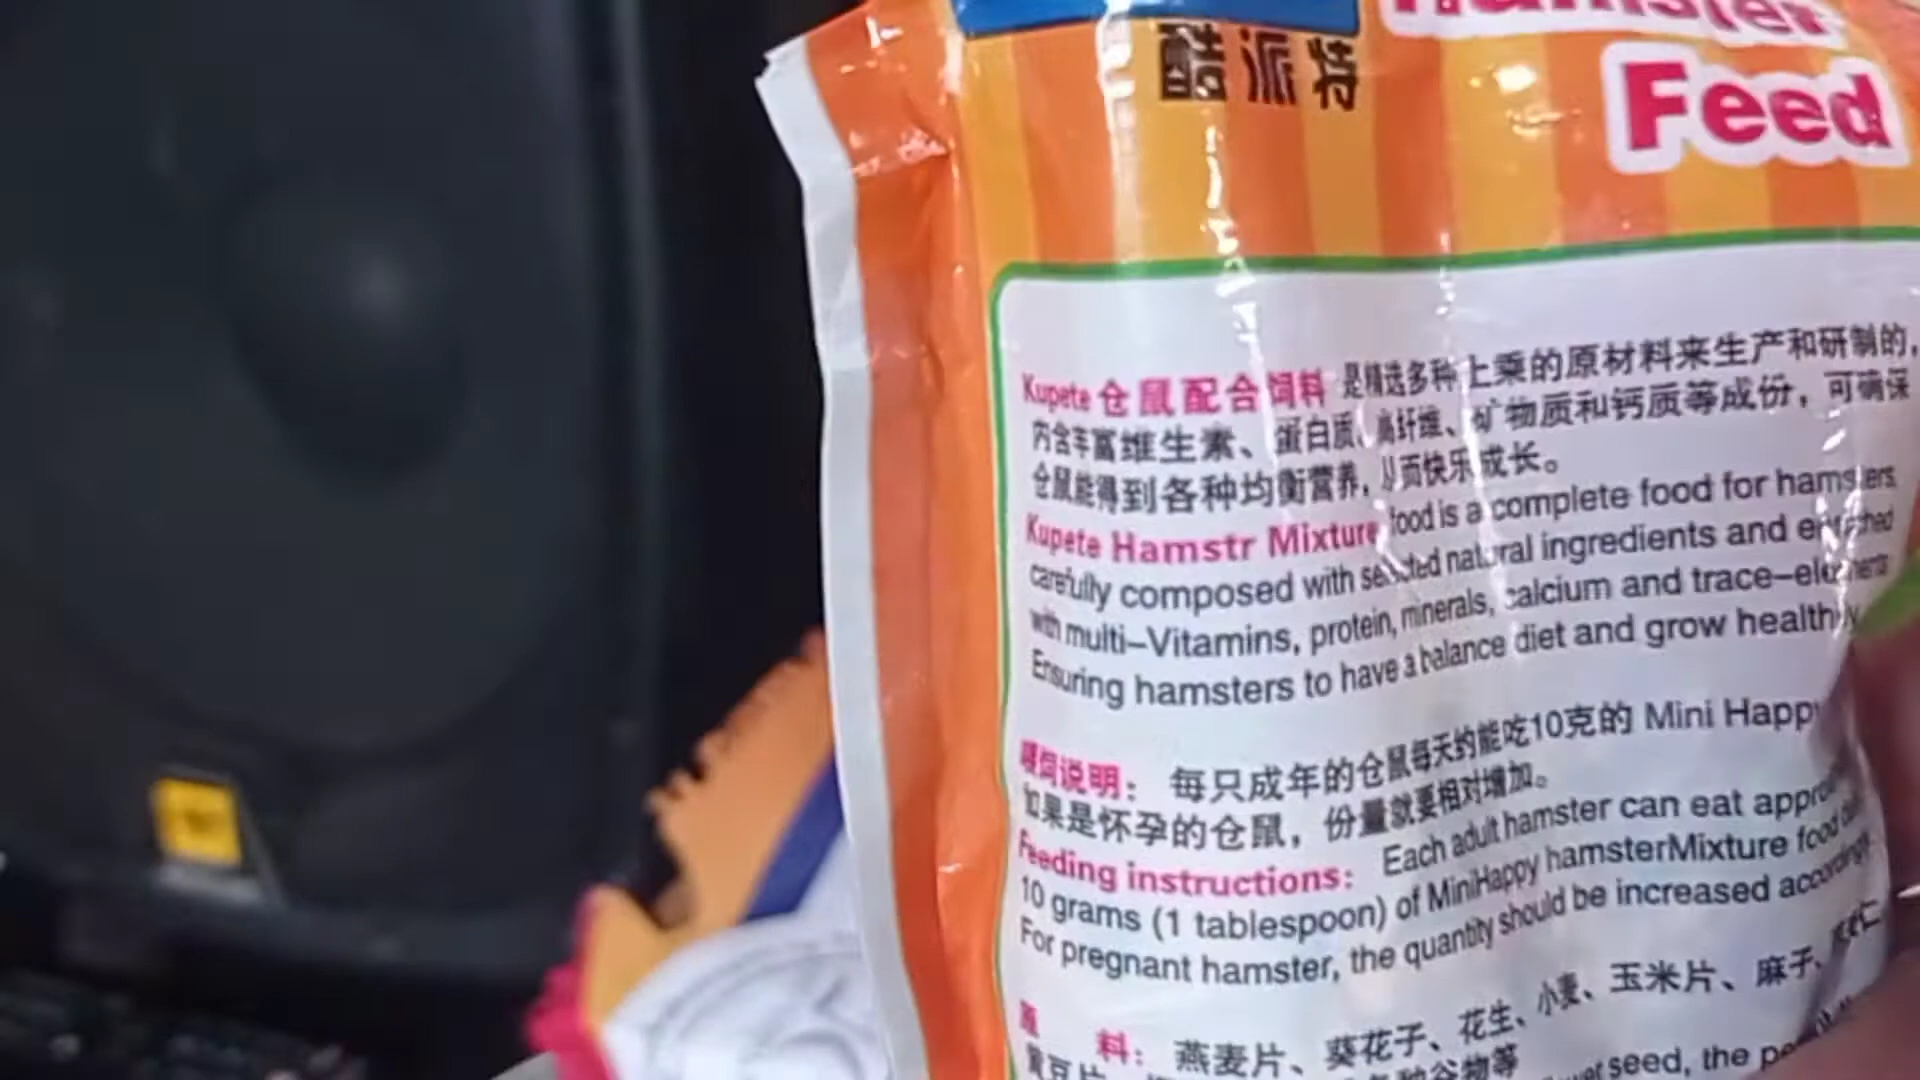 酷派特
Hamster
Feed
Kupete 仓鼠配合饲料 是精选多种上乘的原材料来生产和研制的,
内含丰富维生素、蛋白质、高纤维、矿物质和钙质等成份，可确保
仓鼠能得到各种均衡营养，从而快乐成长。
Kupete Hamstr Mixture food is a complete food for hamsters
carefully composed with selected natural ingredients and enriched
with multi-Vitamins, protein, minerals, calcium and trace-elements
Ensuring hamsters to have a balance diet and grow healthily
喂饲说明： 每只成年的仓鼠每天约能吃10克的 Mini Happy
如果是怀孕的仓鼠，份量就要相对增加。
Feeding instructions: Each adult hamster can eat
10 grams (1 tablespoon) of MiniHappy hamsterMixture food
For pregnant hamster, the quantity should be increased accordingly
原 料： 燕麦片、葵花子、花生、小麦、玉米片、麻子、
黄豆片、 各种谷物等
seed, the